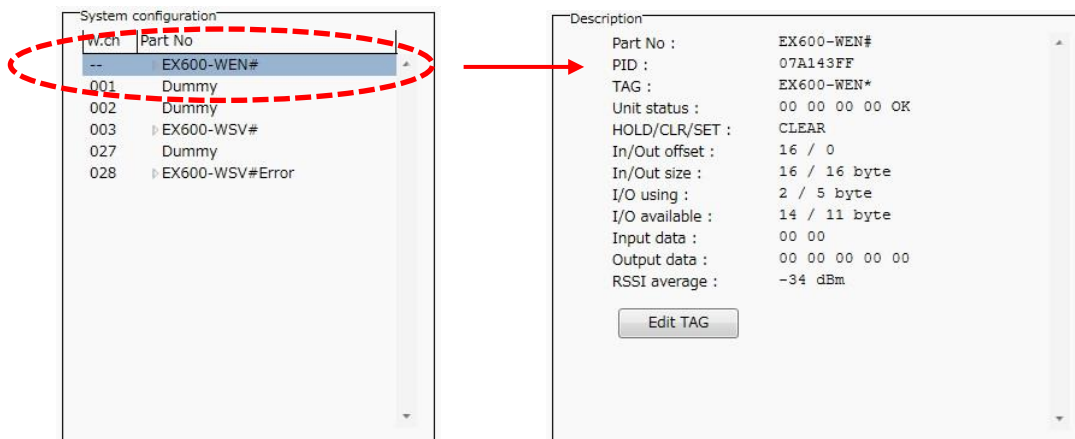 System configuration
W.ch Part No
-- EX600-WEN#
001 Dummy
002 Dummy
003 EX600-WSV#
027 Dummy
028 EX600-WSV#Error
Description
Part No : EX600-WEN#
PID : 07A143FF
TAG : EX600-WEN*
Unit status : 00 00 00 00 OK
HOLD/CLR/SET : CLEAR
In/Out offset : 16 / 0
In/Out size : 16 / 16 byte
I/O using : 2 / 5 byte
I/O available : 14 / 11 byte
Input data : 00 00
Output data : 00 00 00 00 00
RSSI average : -34 dBm
Edit TAG